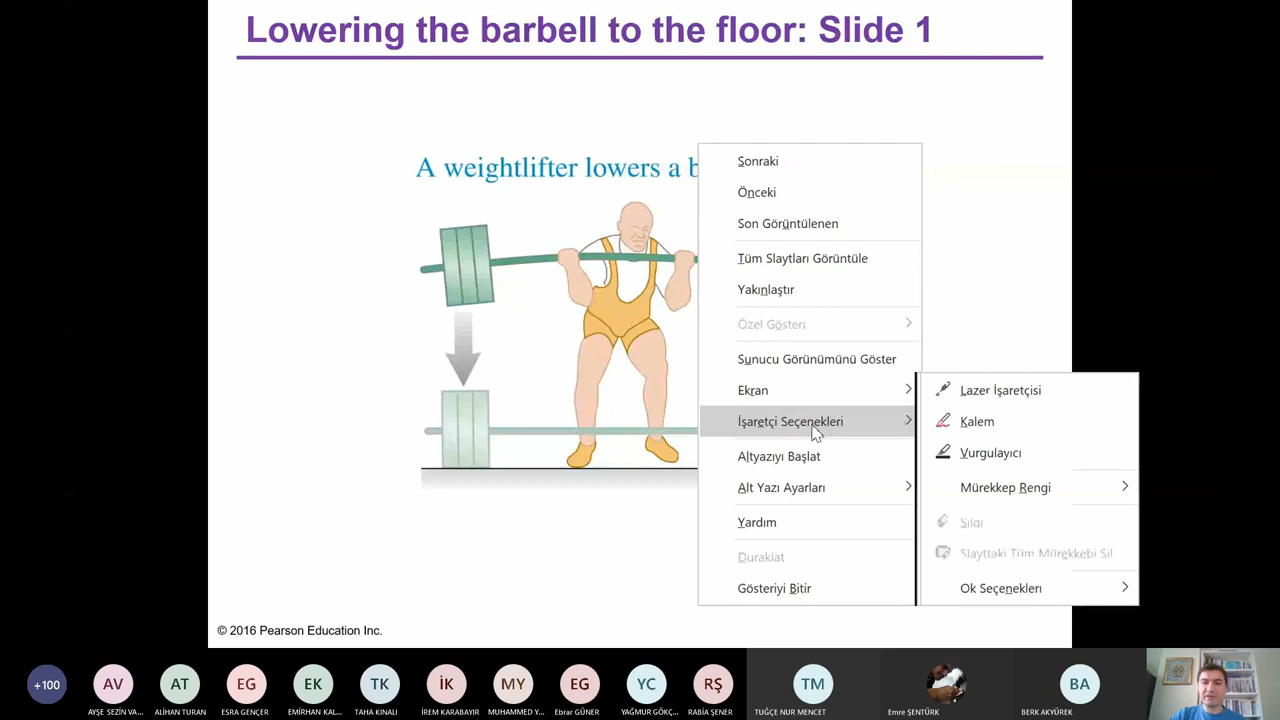 Lowering the barbell to the floor: Slide 1
A weightlifter lowers a b
Sonraki
Önceki
Son Görüntülenen
Tüm Slaytları Görüntüle
Yakınlaştır
Özel Gösteri
Sunucu Görünümünü Göster
Ekran
İşaretçi Seçenekleri
Altyazıyı Başlat
Alt Yazı Ayarları
Yardım
Duraklat
Gösteriyi Bitir
Lazer İşaretçisi
Kalem
Vurgulayıcı
Mürekkep Rengi
Silgi
Slayttaki Tüm Mürekkebi Sil
Ok Seçenekleri
© 2016 Pearson Education Inc.
+100 AV AT EG EK TK İK MY EG YC RŞ TM BA
AYŞE SEZİN VA... ALİHAN TURAN ESRA GENÇER EMİRHAN KAL... TAHA KINALI İREM KARABAYIR MUHAMMED Y... Ebrar GÜNER YAĞMUR GÖKÇ... RABİA ŞENER TUĞÇE NUR MENCET Emre ŞENTÜRK BERK AKYÜREK